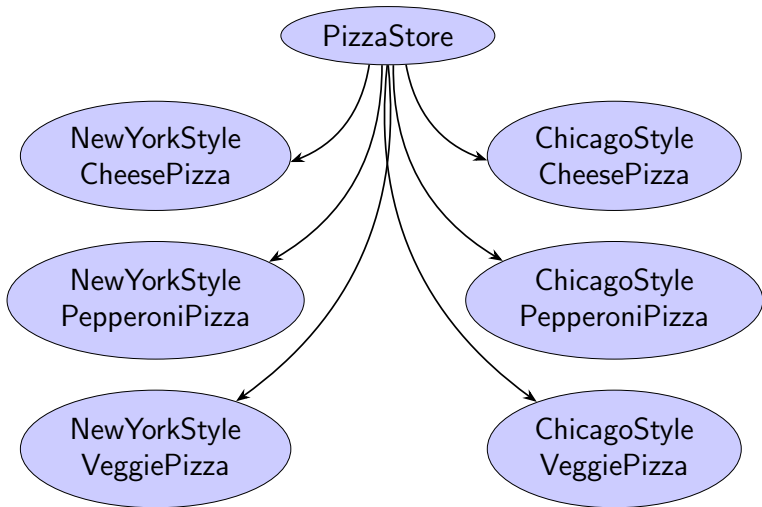 PizzaStore
NewYorkStyle
CheesePizza
ChicagoStyle
CheesePizza
NewYorkStyle
PepperoniPizza
ChicagoStyle
PepperoniPizza
NewYorkStyle
VeggiePizza
ChicagoStyle
VeggiePizza